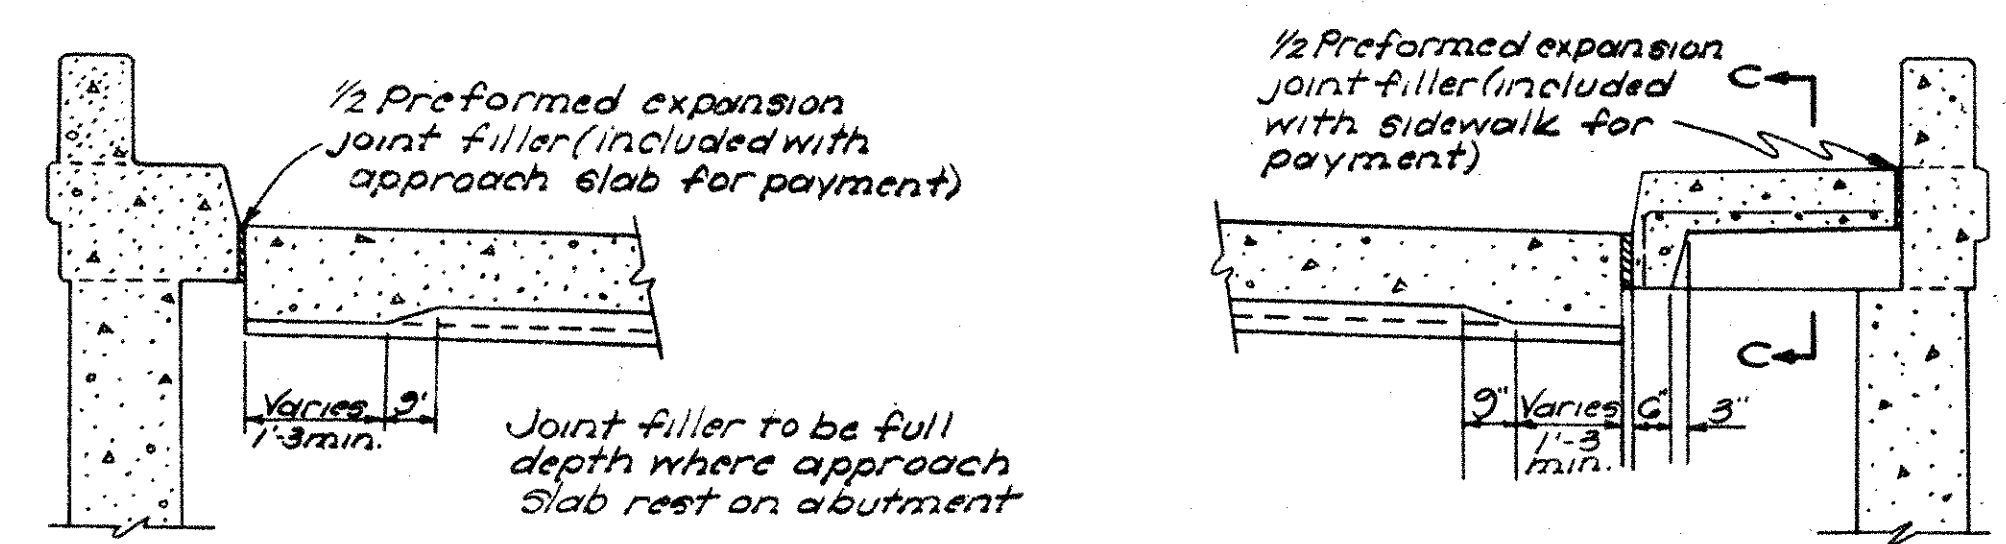 1/2 Preformed expansion
joint filler (included with
approach slab for payment)
Varies
1'-3 min.
9'
Joint filler to be full
depth where approach
slab rest on abutment
1/2 Preformed expansion
joint filler (included
with sidewalk for
payment)
C
C
9"
Varies
1'-3
min.
6"
3"